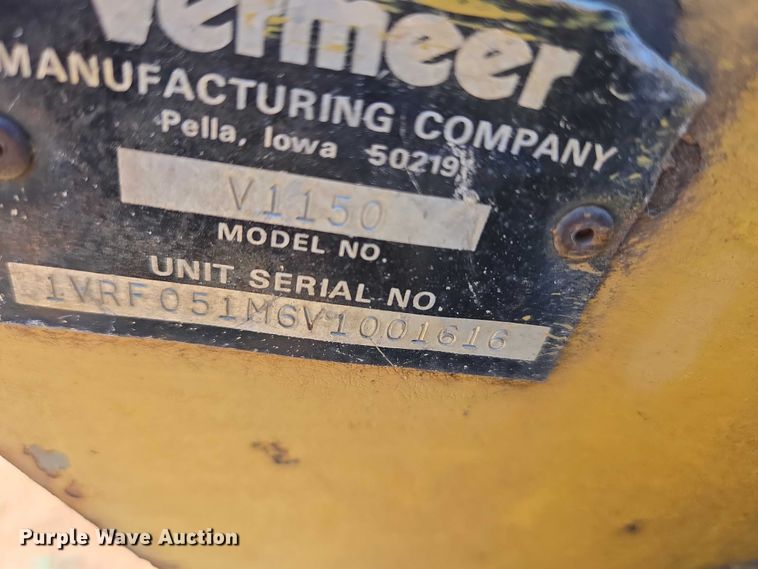 Vermeer
MANUFACTURING COMPANY
Pella, Iowa 50219
V1150
MODEL NO.
UNIT SERIAL NO.
1VRF051M6V1001616
Purple Wave Auction